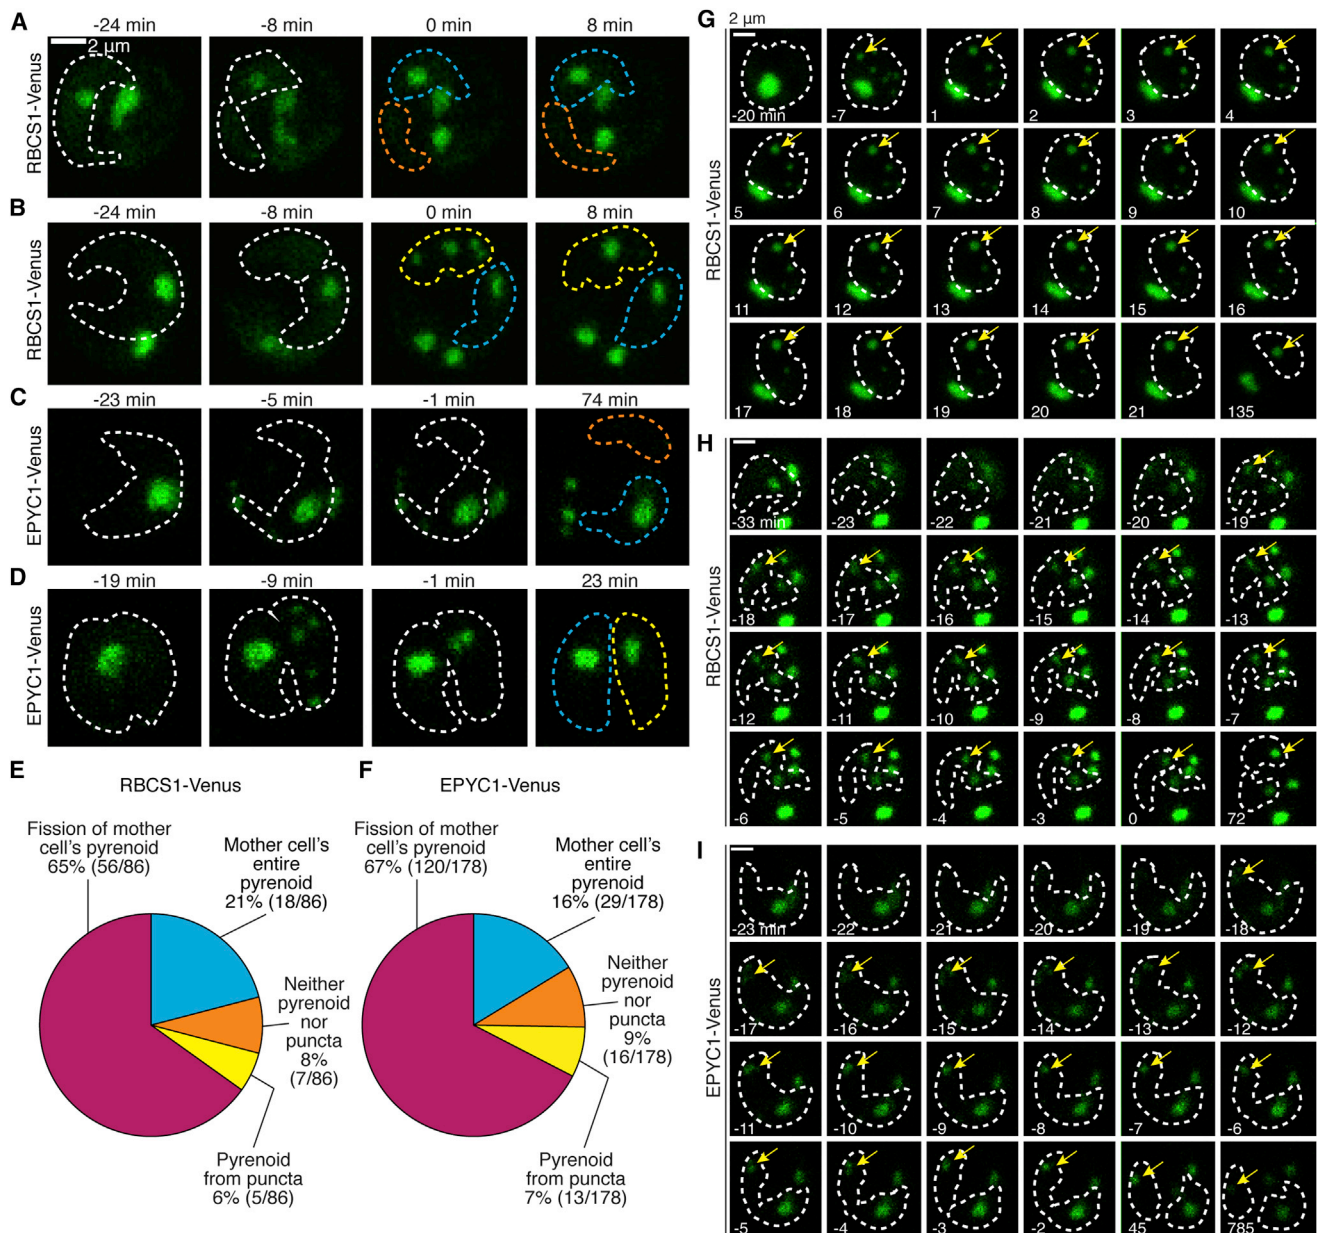 A
-24 min
-8 min
0 min
8 min
2 µm
RBCS1-Venus
B
-24 min
-8 min
0 min
8 min
RBCS1-Venus
C
-23 min
-5 min
-1 min
74 min
EPYC1-Venus
D
-19 min
-9 min
-1 min
23 min
EPYC1-Venus
E
RBCS1-Venus
Fission of mother
cell's pyrenoid
65% (56/86)
Mother cell's
entire
pyrenoid
21% (18/86)
Neither
pyrenoid
nor
puncta
8%
(7/86)
Pyrenoid
from puncta
6% (5/86)
F
EPYC1-Venus
Fission of mother
cell's pyrenoid
67% (120/178)
Mother cell's
entire
pyrenoid
16% (29/178)
Neither
pyrenoid
nor
puncta
9%
(16/178)
Pyrenoid
from puncta
7% (13/178)
G
2 µm
RBCS1-Venus
-20 min
-7
1
2
3
4
5
6
7
8
9
10
11
12
13
14
15
16
17
18
19
20
21
135
H
RBCS1-Venus
-33 min
-23
-22
-21
-20
-19
-18
-17
-16
-15
-14
-13
-12
-11
-10
-9
-8
-7
-6
-5
-4
-3
0
72
I
EPYC1-Venus
-23 min
-22
-21
-20
-19
-18
-17
-16
-15
-14
-13
-12
-11
-10
-9
-8
-7
-6
-5
-4
-3
-2
45
785